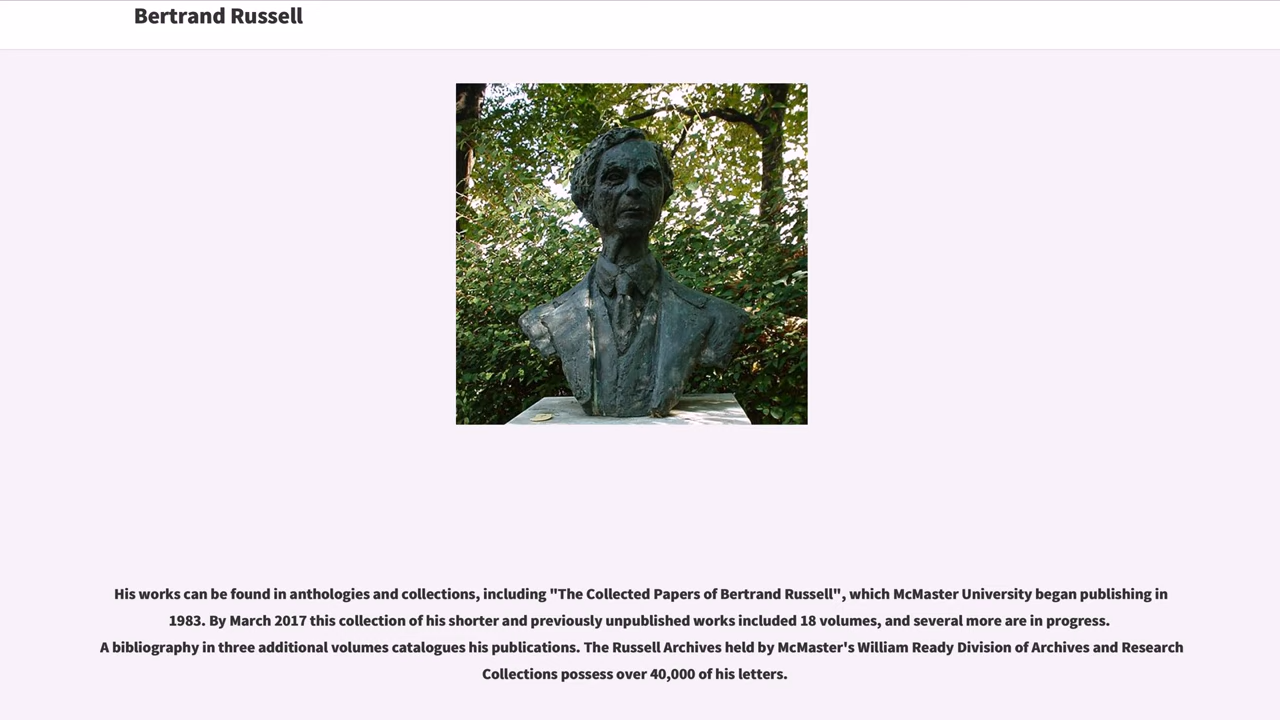 Bertrand Russell
His works can be found in anthologies and collections, including "The Collected Papers of Bertrand Russell", which McMaster University began publishing in
1983. By March 2017 this collection of his shorter and previously unpublished works included 18 volumes, and several more are in progress.
A bibliography in three additional volumes catalogues his publications. The Russell Archives held by McMaster's William Ready Division of Archives and Research
Collections possess over 40,000 of his letters.